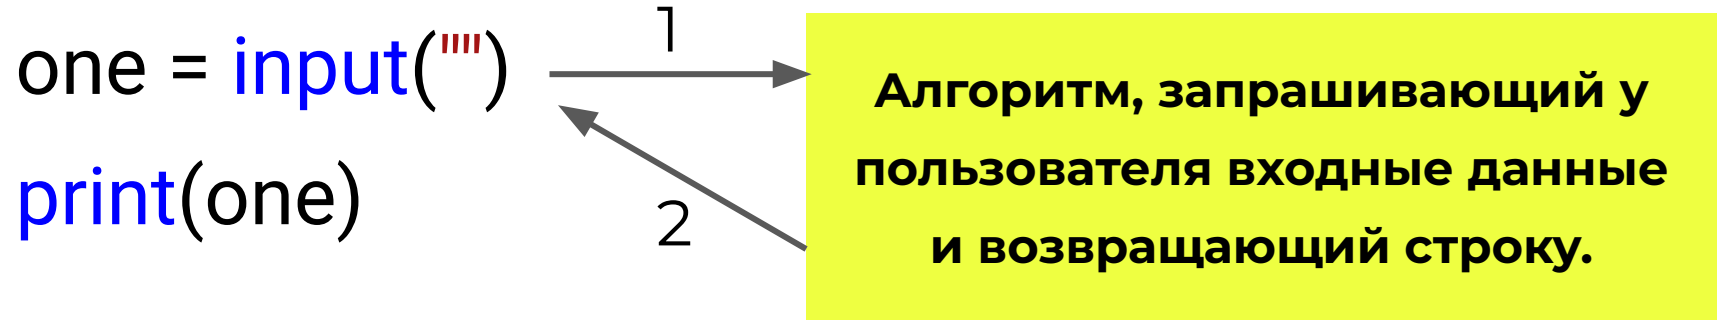 one = input("")
print(one)
1
2
Алгоритм, запрашивающий у
пользователя входные данные
и возвращающий строку.